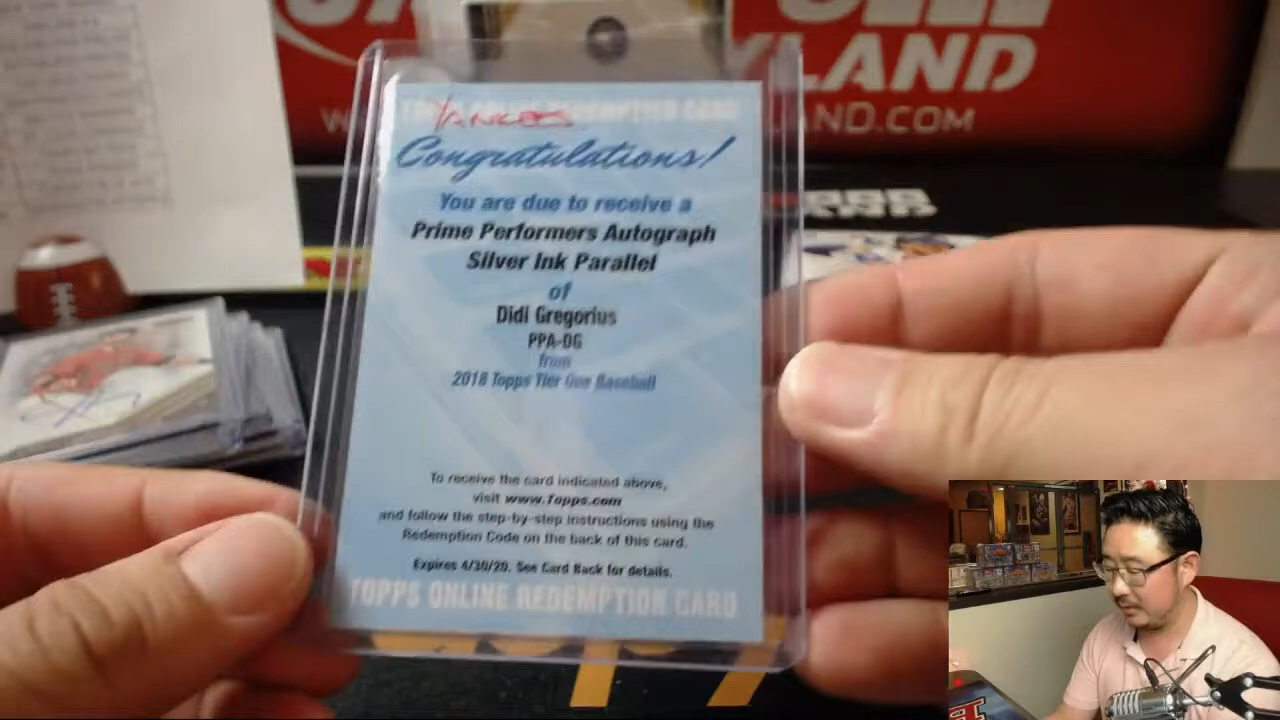 LAND
W
AND.COM
REDEMPTION CARD
YANKEES
Congratulations!
You are due to receive a
Prime Performers Autograph
Silver Ink Parallel
of
Didi Gregorius
PPA-DG
from
2018 Topps Tier One Baseball
To receive the card indicated above,
visit www.Topps.com
and follow the step-by-step instructions using the
Redemption Code on the back of this card.
Expires 4/30/20. See Card Back for details.
TOPPS ONLINE REDEMPTION CARD